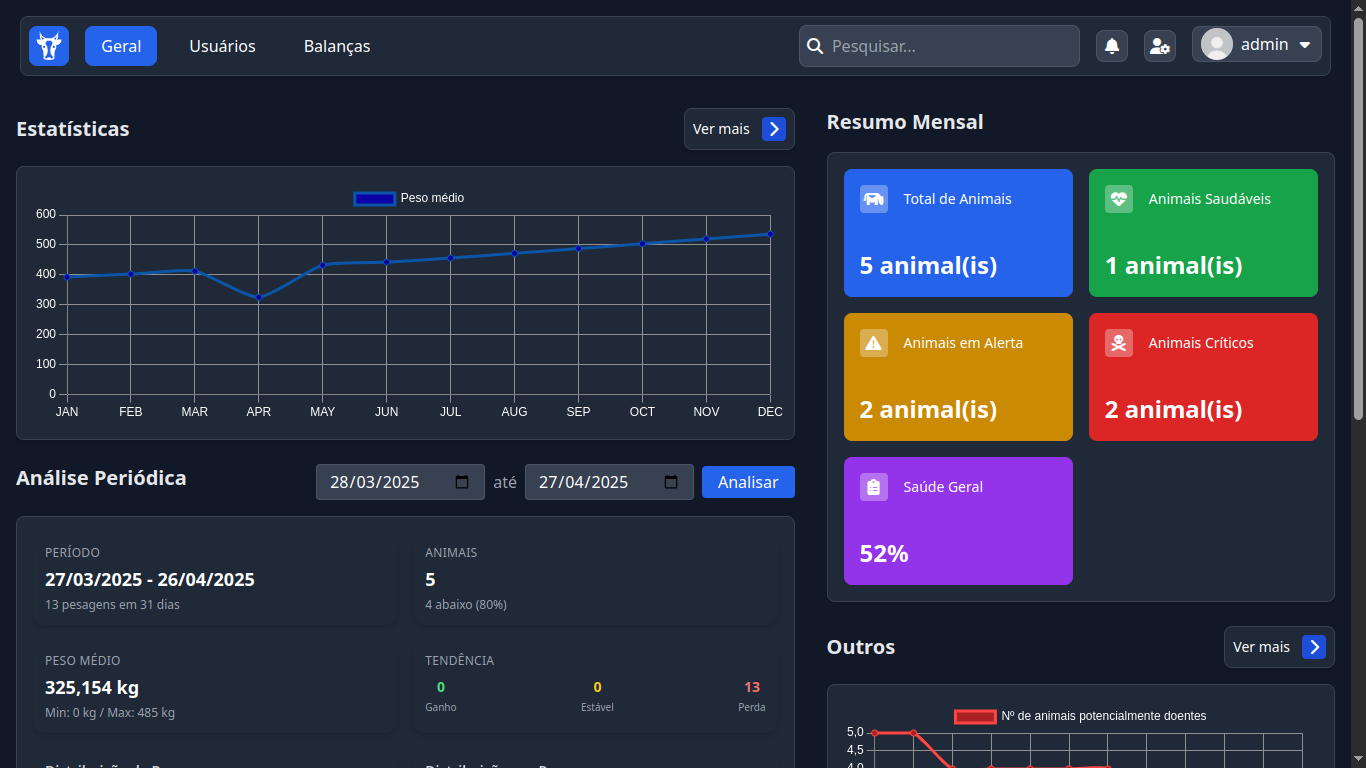 Geral
Usuários
Balanças
Pesquisar...
admin
Estatísticas
Ver mais
Peso médio
600
500
400
300
200
100
0
JAN FEB MAR APR MAY JUN JUL AUG SEP OCT NOV DEC
Análise Periódica
28/03/2025
até
27/04/2025
Analisar
PERÍODO
27/03/2025 - 26/04/2025
13 pesagens em 31 dias
ANIMAIS
5
4 abaixo (80%)
PESO MÉDIO
325,154 kg
Min: 0 kg / Max: 485 kg
TENDÊNCIA
0 0 13
Ganho Estável Perda
Resumo Mensal
Total de Animais
5 animal(is)
Animais Saudáveis
1 animal(is)
Animais em Alerta
2 animal(is)
Animais Críticos
2 animal(is)
Saúde Geral
52%
Outros
Ver mais
Nº de animais potencialmente doentes
5,0
4,5
4,0